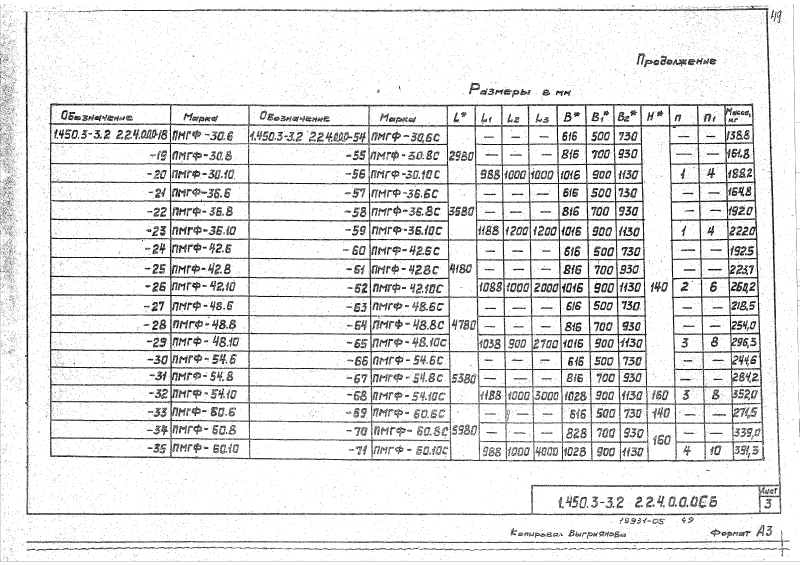 49
Продолжение
Размеры в мм
Обозначение Марка Обозначение Марка L* L1 L2 L3 B* B1* B2* H* n n1 Масса, кг
1.450.3-3.2 2.2.4.0.0.0-18 ПМГФ-30.6 1.450.3-3.2 2.2.4.0.0.0-54 ПМГФ-30.6С — — — 616 500 730 — — 138,8
-19 ПМГФ-30.8 -55 ПМГФ-30.8С 2980 — — — 816 700 930 — — 161,8
-20 ПМГФ-30.10 -56 ПМГФ-30.10С 988 1000 1000 1016 900 1130 1 4 188,2
-21 ПМГФ-36.6 -57 ПМГФ-36.6С — — — 616 500 730 — — 164,8
-22 ПМГФ-36.8 -58 ПМГФ-36.8С 3580 — — — 816 700 930 — — 192,0
-23 ПМГФ-36.10 -59 ПМГФ-36.10С 1188 1200 1200 1016 900 1130 1 4 222,0
-24 ПМГФ-42.6 -60 ПМГФ-42.6С — — — 616 500 730 — — 192,5
-25 ПМГФ-42.8 -61 ПМГФ-42.8С 4180 — — — 816 700 930 — — 223,7
-26 ПМГФ-42.10 -62 ПМГФ-42.10С 1088 1000 2000 1016 900 1130 140 2 6 260,2
-27 ПМГФ-48.6 -63 ПМГФ-48.6С — — — 616 500 730 — — 218,5
-28 ПМГФ-48.8 -64 ПМГФ-48.8С 4780 — — — 816 700 930 — — 254,0
-29 ПМГФ-48.10 -65 ПМГФ-48.10С 1038 900 2700 1016 900 1130 3 8 296,3
-30 ПМГФ-54.6 -66 ПМГФ-54.6С — — — 616 500 730 — — 244,6
-31 ПМГФ-54.8 -67 ПМГФ-54.8С 5380 — — — 816 700 930 — — 284,2
-32 ПМГФ-54.10 -68 ПМГФ-54.10С 1188 1000 3000 1028 900 1130 160 3 8 352,0
-33 ПМГФ-60.6 -69 ПМГФ-60.6С — — — 616 500 730 140 — — 271,5
-34 ПМГФ-60.8 -70 ПМГФ-60.8С 5980 — — — 828 700 930 160 — — 339,0
-35 ПМГФ-60.10 -71 ПМГФ-60.10С 988 1000 4000 1028 900 1130 4 10 391,3
1.450.3-3.2 2.2.4.0.0.0СБ
Лист
3
19931-05 49
Копировал Выгриянова Формат А3